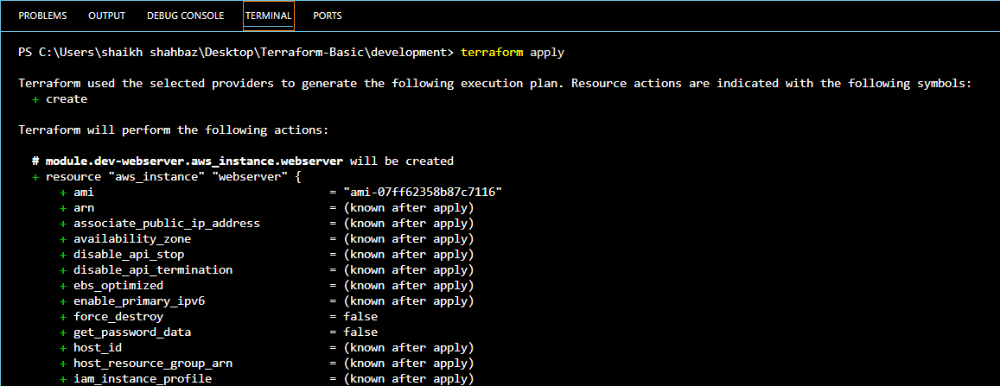 PROBLEMS OUTPUT DEBUG CONSOLE TERMINAL PORTS
PS C:\Users\shaikh shahbaz\Desktop\Terraform-Basic\development> terraform apply
Terraform used the selected providers to generate the following execution plan. Resource actions are indicated with the following symbols:
+ create
Terraform will perform the following actions:
# module.dev-webserver.aws_instance.webserver will be created
+ resource "aws_instance" "webserver" {
+ ami = "ami-07ff62358b87c7116"
+ arn = (known after apply)
+ associate_public_ip_address = (known after apply)
+ availability_zone = (known after apply)
+ disable_api_stop = (known after apply)
+ disable_api_termination = (known after apply)
+ ebs_optimized = (known after apply)
+ enable_primary_ipv6 = (known after apply)
+ force_destroy = false
+ get_password_data = false
+ host_id = (known after apply)
+ host_resource_group_arn = (known after apply)
+ iam_instance_profile = (known after apply)